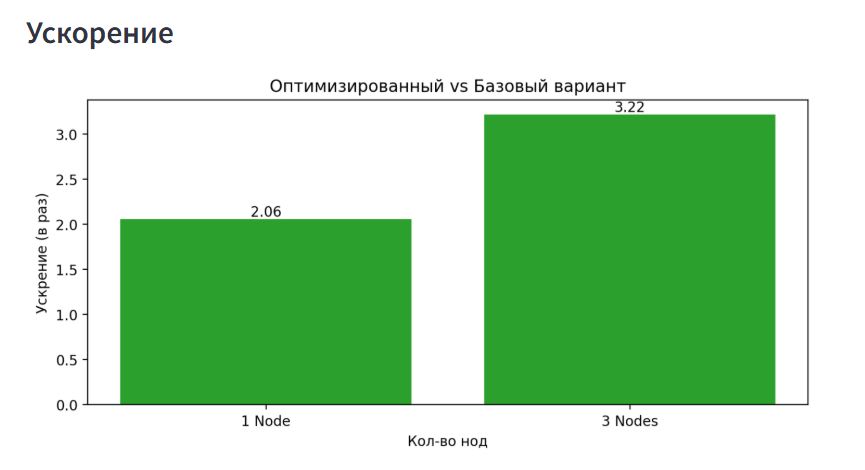 Ускорение
Оптимизированный vs Базовый вариант
3.22
3.0
2.5
2.06
2.0
Ускрение (в раз)
1.5
1.0
0.5
0.0
1 Node
3 Nodes
Кол-во нод